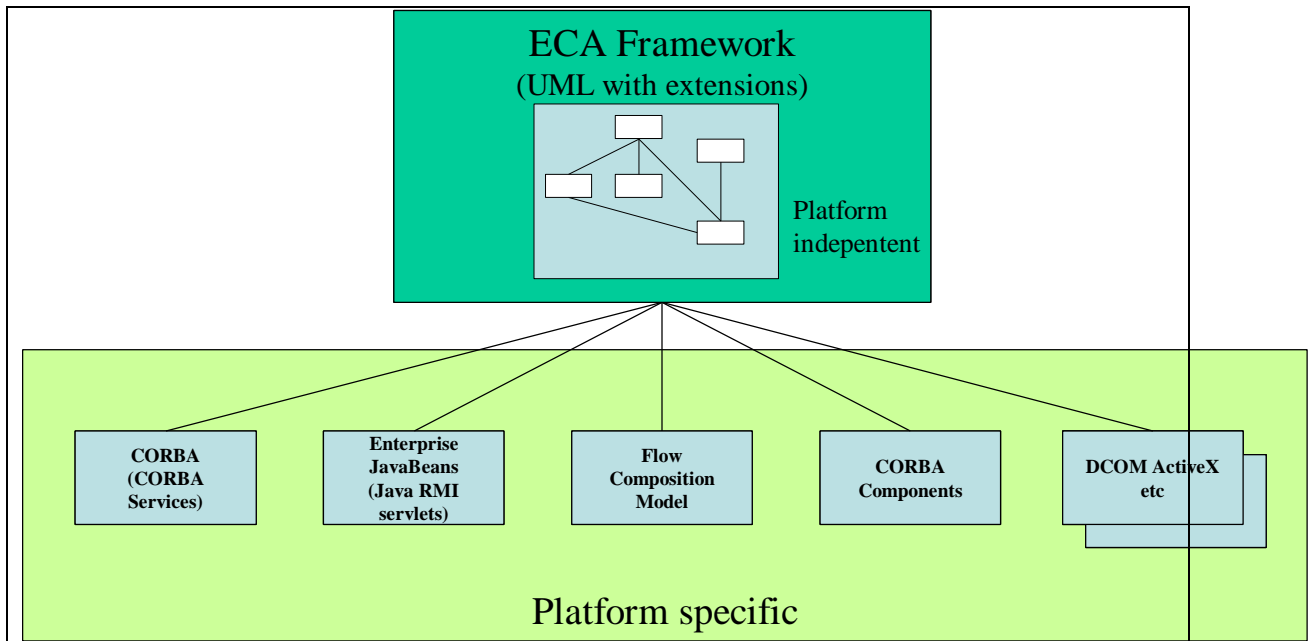 ECA Framework
(UML with extensions)
Platform
indepentent
CORBA
(CORBA
Services)
Enterprise
JavaBeans
(Java RMI
servlets)
Flow
Composition
Model
CORBA
Components
DCOM ActiveX
etc
Platform specific